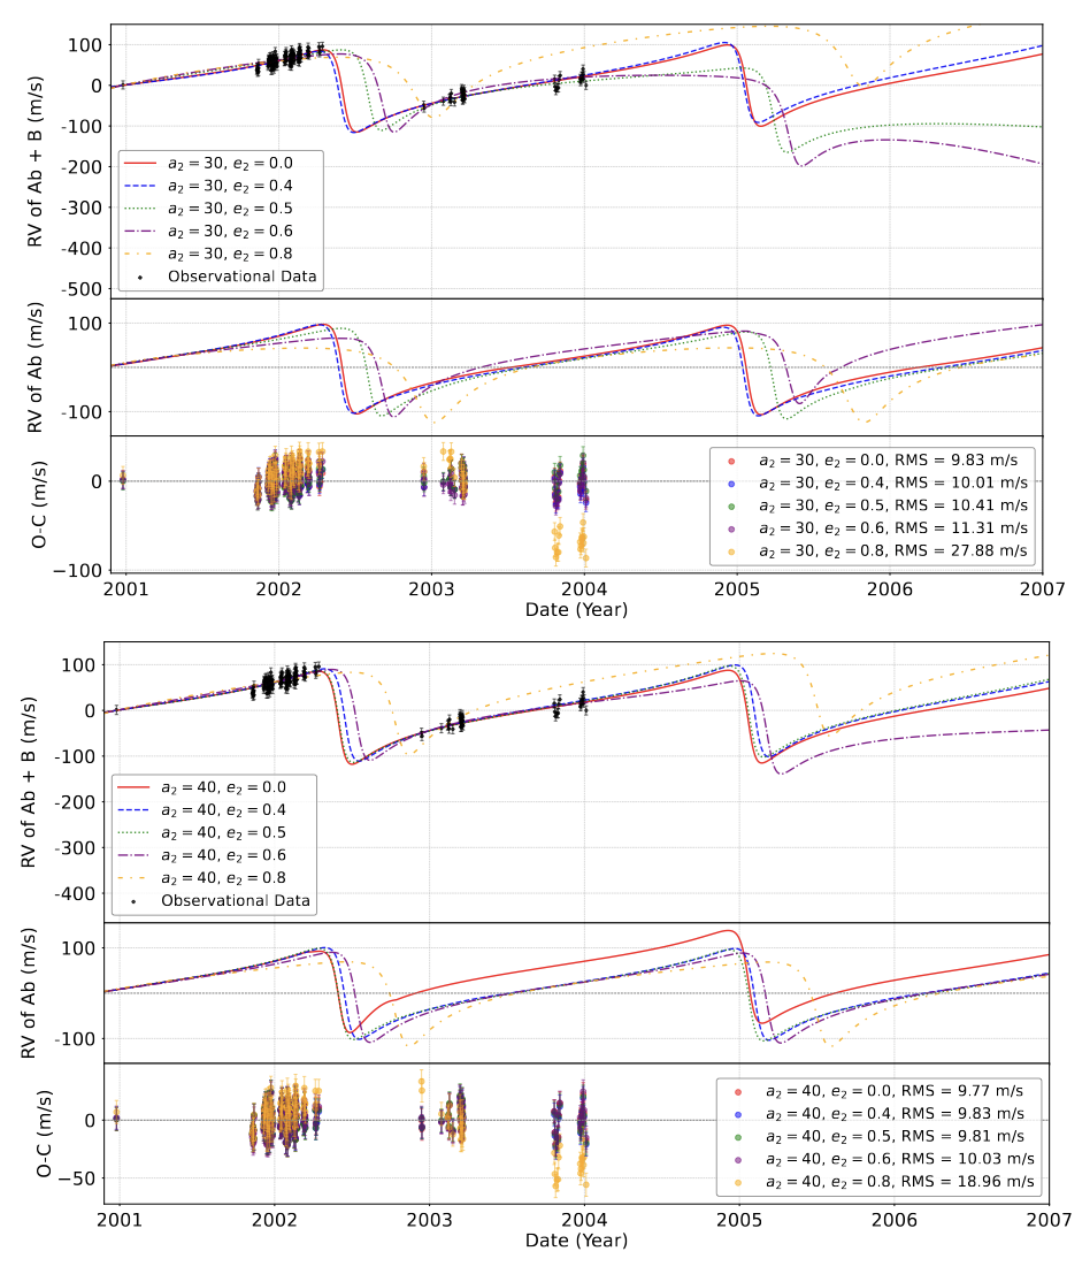 RV of Ab + B (m/s)
100
0
-100
-200
-300
-400
-500
a₂ = 30, e₂ = 0.0
a₂ = 30, e₂ = 0.4
a₂ = 30, e₂ = 0.5
a₂ = 30, e₂ = 0.6
a₂ = 30, e₂ = 0.8
Observational Data
RV of Ab (m/s)
100
-100
O-C (m/s)
0
−100
a₂ = 30, e₂ = 0.0, RMS = 9.83 m/s
a₂ = 30, e₂ = 0.4, RMS = 10.01 m/s
a₂ = 30, e₂ = 0.5, RMS = 10.41 m/s
a₂ = 30, e₂ = 0.6, RMS = 11.31 m/s
a₂ = 30, e₂ = 0.8, RMS = 27.88 m/s
2001 2002 2003 2004 2005 2006 2007
Date (Year)
RV of Ab + B (m/s)
100
0
-100
-200
-300
-400
a₂ = 40, e₂ = 0.0
a₂ = 40, e₂ = 0.4
a₂ = 40, e₂ = 0.5
a₂ = 40, e₂ = 0.6
a₂ = 40, e₂ = 0.8
Observational Data
RV of Ab (m/s)
100
-100
O-C (m/s)
0
−50
a₂ = 40, e₂ = 0.0, RMS = 9.77 m/s
a₂ = 40, e₂ = 0.4, RMS = 9.83 m/s
a₂ = 40, e₂ = 0.5, RMS = 9.81 m/s
a₂ = 40, e₂ = 0.6, RMS = 10.03 m/s
a₂ = 40, e₂ = 0.8, RMS = 18.96 m/s
2001 2002 2003 2004 2005 2006 2007
Date (Year)